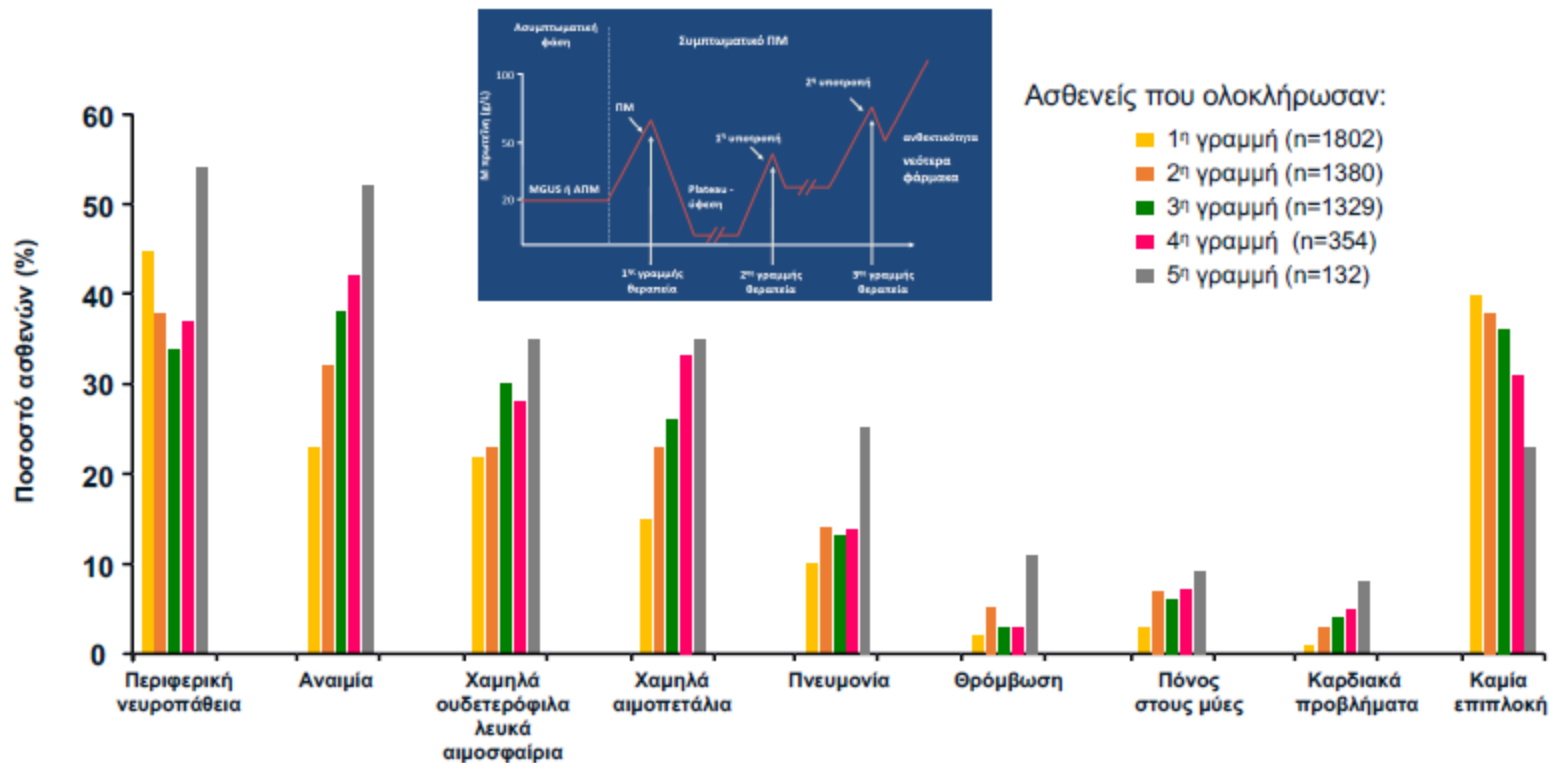 Ασυμπτωματική
φάση
Συμπτωματικό ΠΜ
Μ πρωτεΐνη (g/L)
100
50
20
ΠΜ
MGUS ή ΑΠΜ
Plateau -
ύφεση
1η υποτροπή
2η υποτροπή
ανθεκτικότητα
νεότερα
φάρμακα
1ης γραμμής
θεραπεία
2ης γραμμής
θεραπεία
3ης γραμμής
θεραπεία
Ασθενείς που ολοκλήρωσαν:
1η γραμμή (n=1802)
2η γραμμή (n=1380)
3η γραμμή (n=1329)
4η γραμμή (n=354)
5η γραμμή (n=132)
Ποσοστό ασθενών (%)
60
50
40
30
20
10
0
Περιφερική
νευροπάθεια
Αναιμία
Χαμηλά
ουδετερόφιλα
λευκά
αιμοσφαίρια
Χαμηλά
αιμοπετάλια
Πνευμονία
Θρόμβωση
Πόνος
στους μύες
Καρδιακά
προβλήματα
Καμία
επιπλοκή